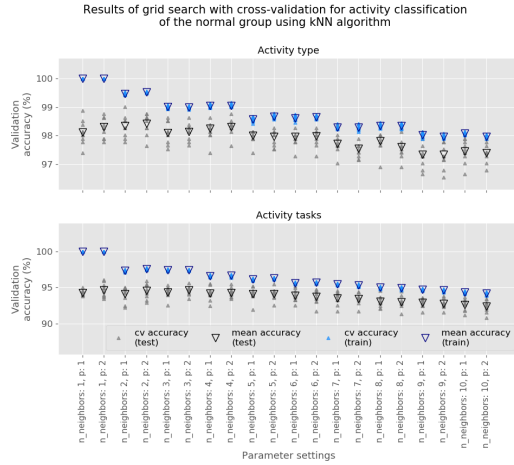 Results of grid search with cross-validation for activity classification
of the normal group using kNN algorithm
Activity type
Validation
accuracy (%)
100
99
98
97
Activity tasks
Validation
accuracy (%)
100
95
90
cv accuracy
(test)
mean accuracy
(test)
cv accuracy
(train)
mean accuracy
(train)
n_neighbors: 1, p: 1
n_neighbors: 1, p: 2
n_neighbors: 2, p: 1
n_neighbors: 2, p: 2
n_neighbors: 3, p: 1
n_neighbors: 3, p: 2
n_neighbors: 4, p: 1
n_neighbors: 4, p: 2
n_neighbors: 5, p: 1
n_neighbors: 5, p: 2
n_neighbors: 6, p: 1
n_neighbors: 6, p: 2
n_neighbors: 7, p: 1
n_neighbors: 7, p: 2
n_neighbors: 8, p: 1
n_neighbors: 8, p: 2
n_neighbors: 9, p: 1
n_neighbors: 9, p: 2
n_neighbors: 10, p: 1
n_neighbors: 10, p: 2
Parameter settings